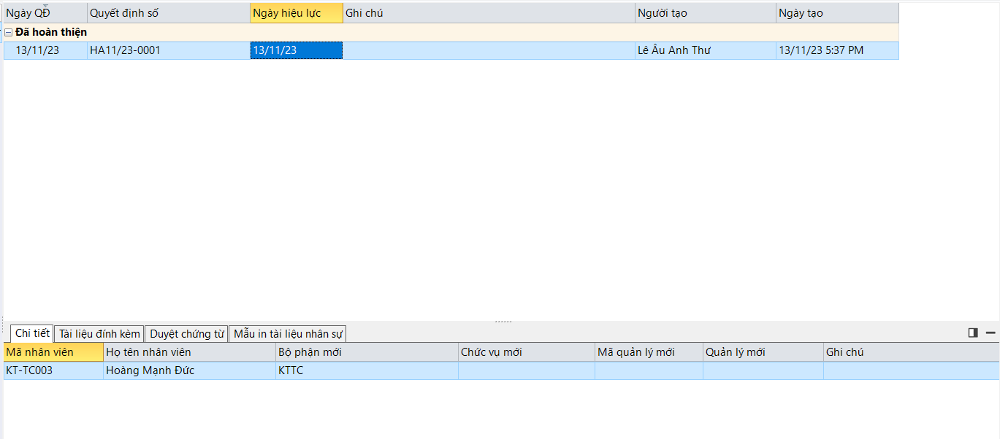 Ngày QĐ Quyết định số Ngày hiệu lực Ghi chú Người tạo Ngày tạo
Đã hoàn thiện
13/11/23 HA11/23-0001 13/11/23 Lê Âu Anh Thư 13/11/23 5:37 PM
Chi tiết Tài liệu đính kèm Duyệt chứng từ Mẫu in tài liệu nhân sự
Mã nhân viên Họ tên nhân viên Bộ phận mới Chức vụ mới Mã quản lý mới Quản lý mới Ghi chú
KT-TC003 Hoàng Mạnh Đức KTTC